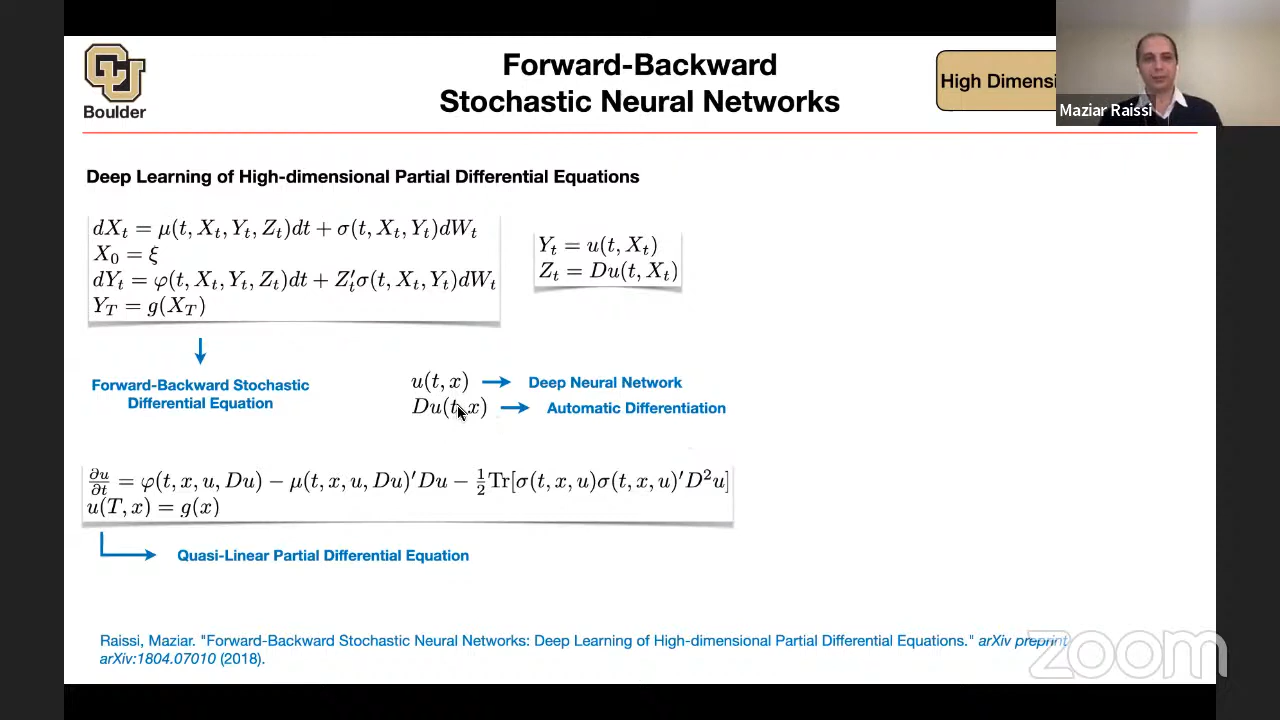 Forward-Backward
Stochastic Neural Networks
Boulder
High Dimensi
Maziar Raissi
Deep Learning of High-dimensional Partial Differential Equations
dX_t = μ(t, X_t, Y_t, Z_t)dt + σ(t, X_t, Y_t)dW_t
X_0 = ξ
dY_t = φ(t, X_t, Y_t, Z_t)dt + Z′_tσ(t, X_t, Y_t)dW_t
Y_T = g(X_T)
Y_t = u(t, X_t)
Z_t = Du(t, X_t)
Forward-Backward Stochastic
Differential Equation
u(t, x) → Deep Neural Network
Du(t, x) → Automatic Differentiation
∂u/∂t = φ(t, x, u, Du) − μ(t, x, u, Du)′Du − ½Tr[σ(t, x, u)σ(t, x, u)′D²u]
u(T, x) = g(x)
Quasi-Linear Partial Differential Equation
Raissi, Maziar. "Forward-Backward Stochastic Neural Networks: Deep Learning of High-dimensional Partial Differential Equations." arXiv preprint
arXiv:1804.07010 (2018).
zoom